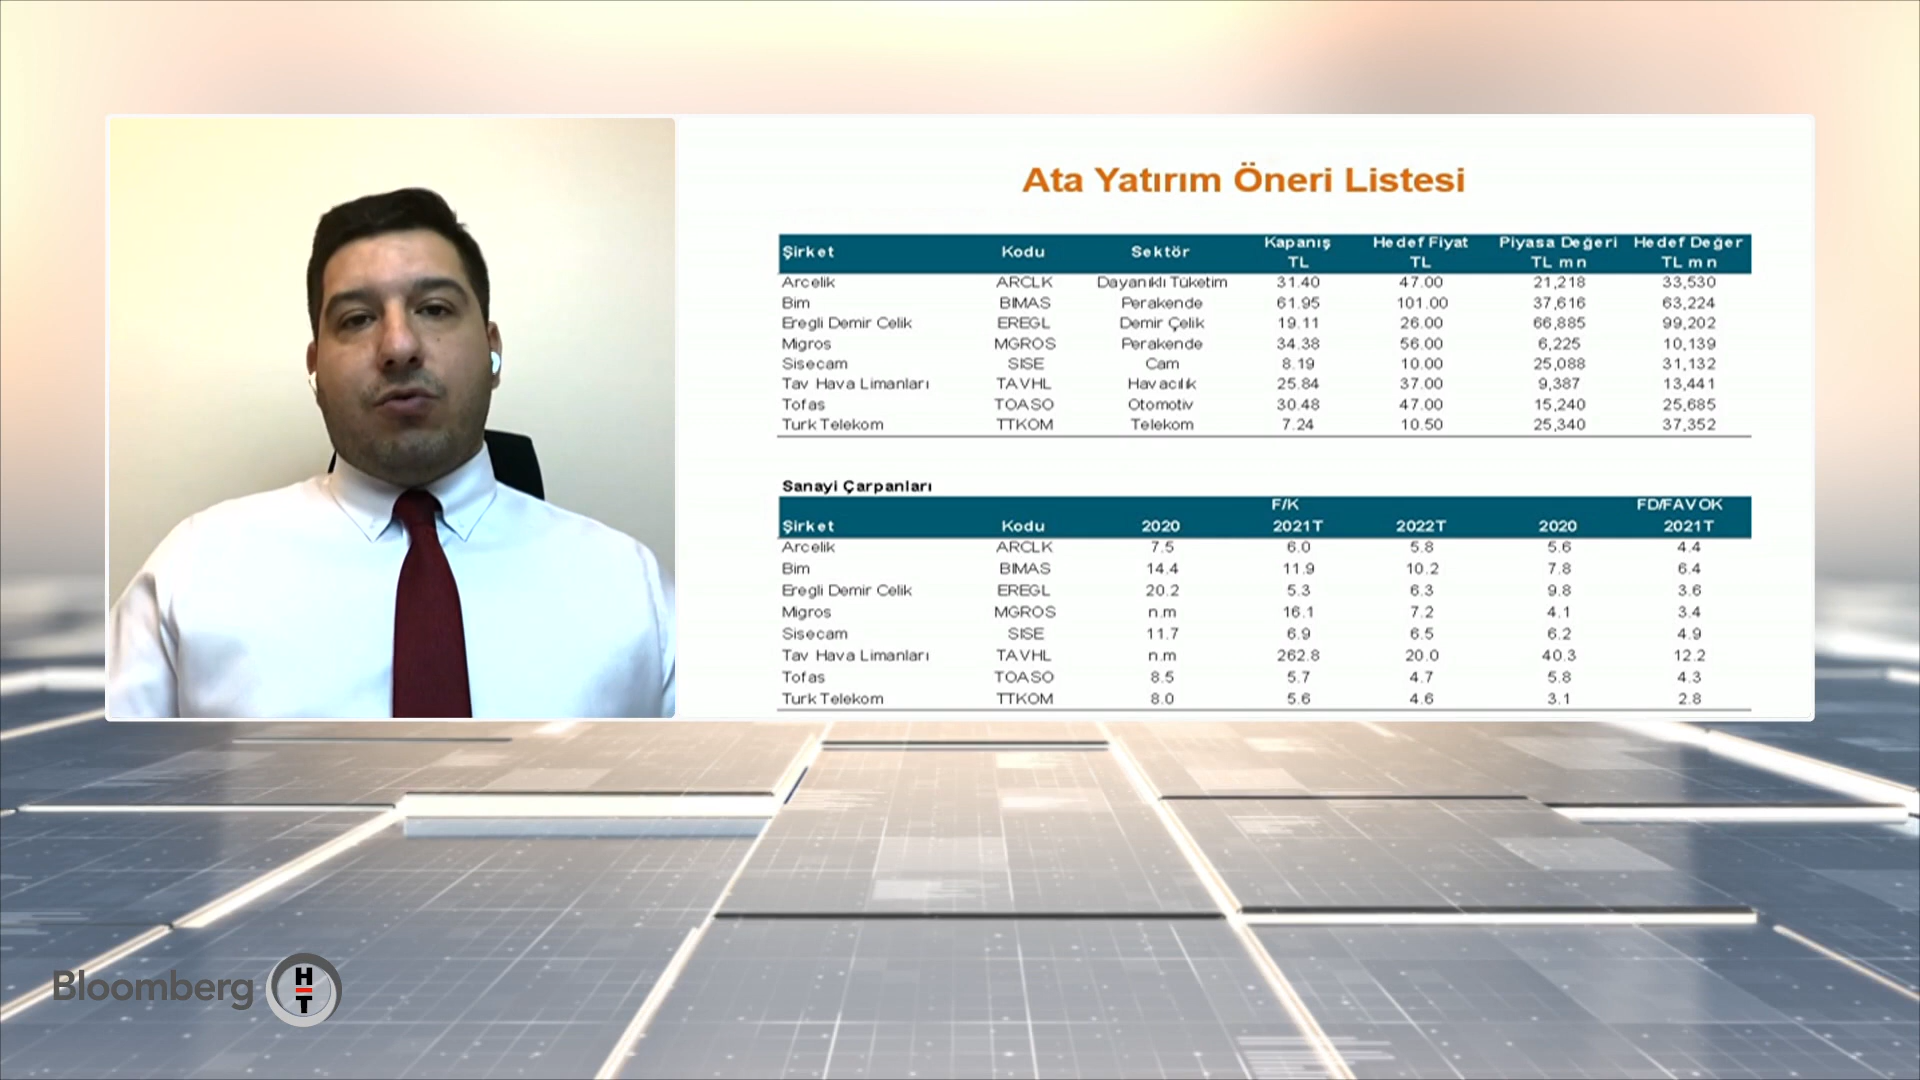 Ata Yatırım Öneri Listesi
Şirket Kodu Sektör Kapanış TL Hedef Fiyat TL Piyasa Değeri TL mn Hedef Değer TL mn
Arcelik ARCLK Dayanıklı Tüketim 31.40 47.00 21,218 33,530
Bim BIMAS Perakende 61.95 101.00 37,616 63,224
Eregli Demir Celik EREGL Demir Çelik 19.11 26.00 66,885 99,202
Migros MGROS Perakende 34.38 56.00 6,225 10,139
Sisecam SISE Cam 8.19 10.00 25,088 31,132
Tav Hava Limanları TAVHL Havacılık 25.84 37.00 9,387 13,441
Tofas TOASO Otomotiv 30.48 47.00 15,240 25,685
Turk Telekom TTKOM Telekom 7.24 10.50 25,340 37,352
Sanayi Çarpanları
F/K FD/FAVOK
Şirket Kodu 2020 2021T 2022T 2020 2021T
Arcelik ARCLK 7.5 6.0 5.8 5.6 4.4
Bim BIMAS 14.4 11.9 10.2 7.8 6.4
Eregli Demir Celik EREGL 20.2 5.3 6.3 9.8 3.6
Migros MGROS n.m 16.1 7.2 4.1 3.4
Sisecam SISE 11.7 6.9 6.5 6.2 4.9
Tav Hava Limanları TAVHL n.m 262.8 20.0 40.3 12.2
Tofas TOASO 8.5 5.7 4.7 5.8 4.3
Turk Telekom TTKOM 8.0 5.6 4.6 3.1 2.8
Bloomberg HT